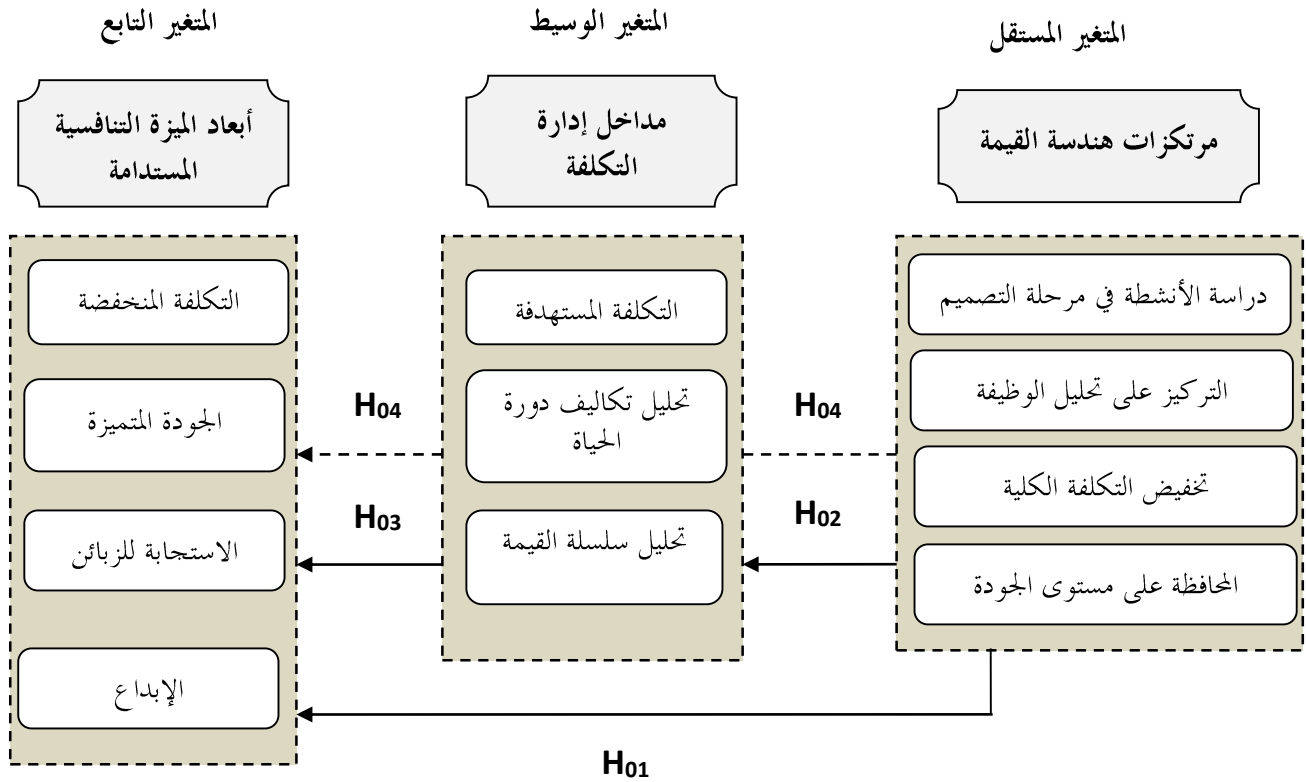 المتغير المستقل
المتغير الوسيط
المتغير التابع
مرتكزات هندسة القيمة
مداخل إدارة
التكلفة
أبعاد الميزة التنافسية
المستدامة
دراسة الأنشطة في مرحلة التصميم
التركيز على تحليل الوظيفة
تخفيض التكلفة الكلية
المحافظة على مستوى الجودة
H04
H02
التكلفة المستهدفة
تحليل تكاليف دورة
الحياة
تحليل سلسلة القيمة
H04
H03
التكلفة المنخفضة
الجودة المتميزة
الاستجابة للزبائن
الإبداع
H01